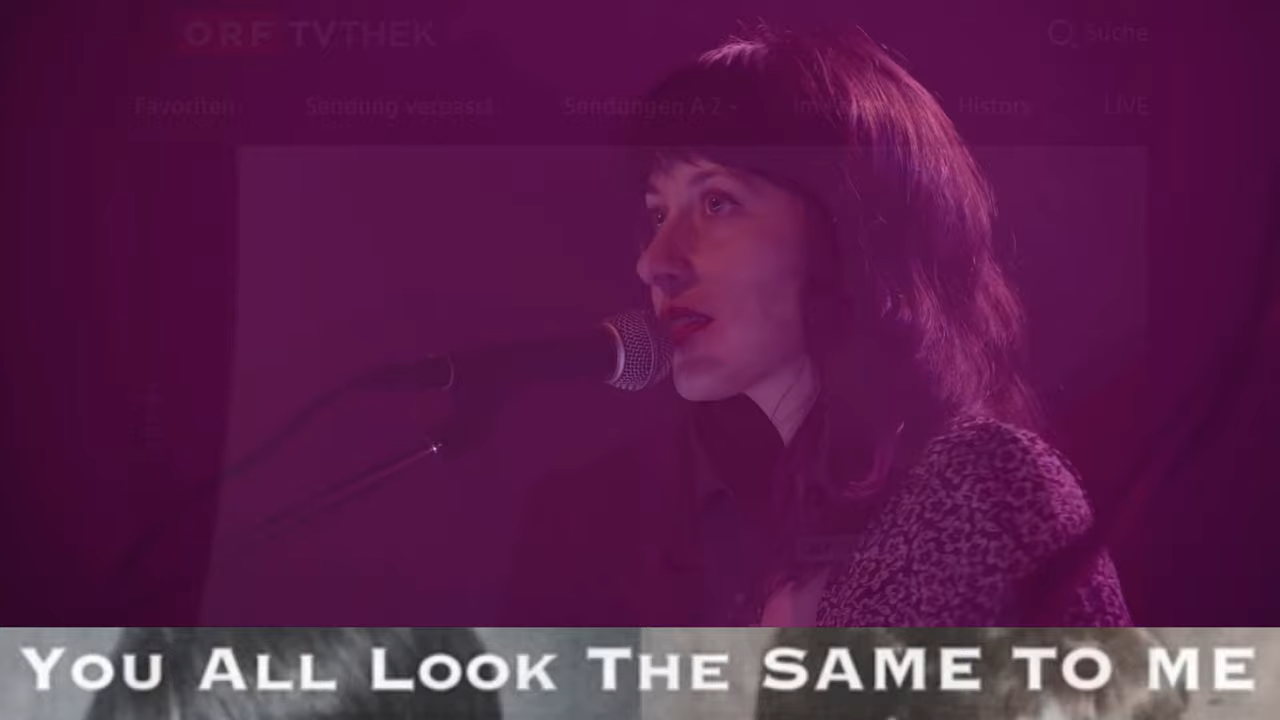 ORF TVTHEK
Suche
Favoriten
Sendung verpasst
Sendungen A-Z
History
LIVE
YOU ALL LOOK THE SAME TO ME